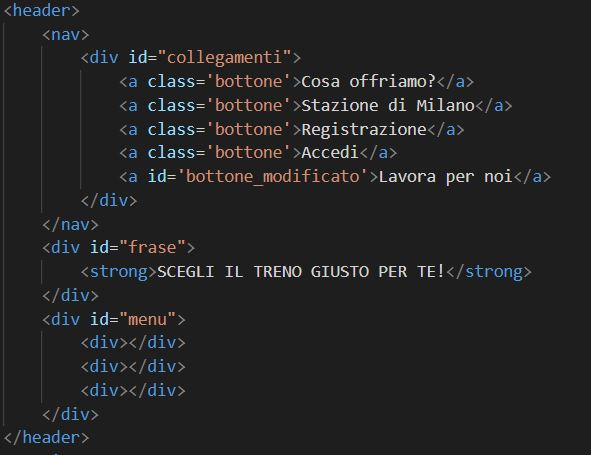 <header>
    <nav>
        <div id="collegamenti">
            <a class='bottone'>Cosa offriamo?</a>
            <a class='bottone'>Stazione di Milano</a>
            <a class='bottone'>Registrazione</a>
            <a class='bottone'>Accedi</a>
            <a id='bottone_modificato'>Lavora per noi</a>
        </div>
    </nav>
    <div id="frase">
        <strong>SCEGLI IL TRENO GIUSTO PER TE!</strong>
    </div>
    <div id="menu">
        <div></div>
        <div></div>
        <div></div>
    </div>
</header>